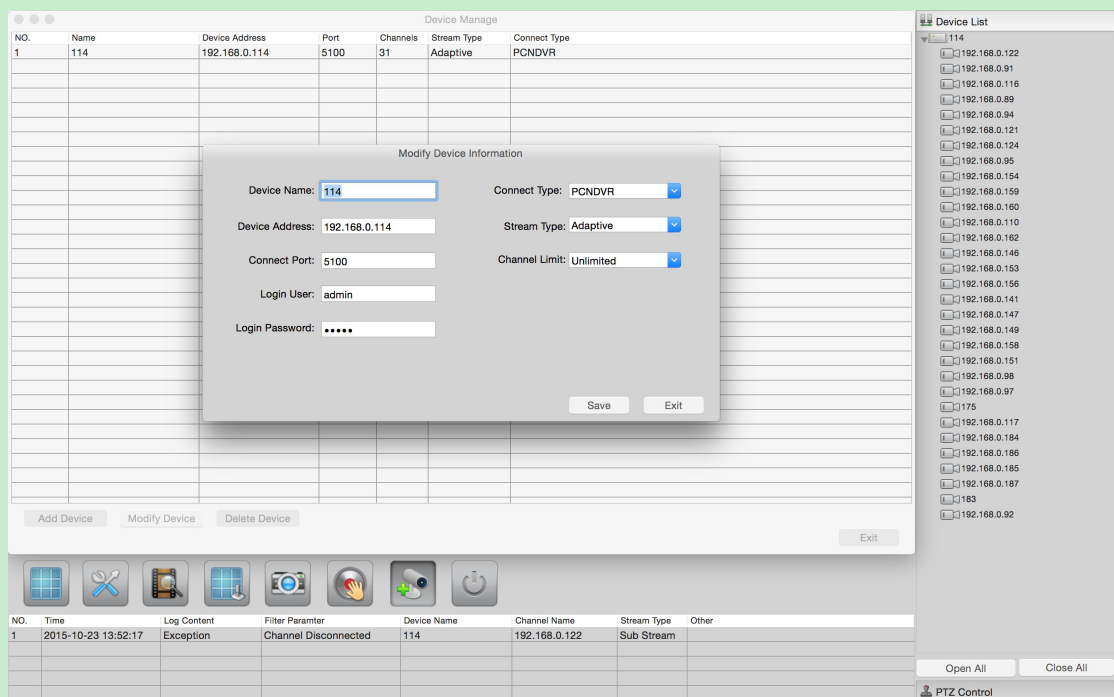 Device Manage
NO. Name Device Address Port Channels Stream Type Connect Type
1 114 192.168.0.114 5100 31 Adaptive PCNDVR
Modify Device Information
Device Name: 114 Connect Type: PCNDVR
Device Address: 192.168.0.114 Stream Type: Adaptive
Connect Port: 5100 Channel Limit: Unlimited
Login User: admin
Login Password: •••••
Save Exit
Add Device Modify Device Delete Device
Exit
NO. Time Log Content Filter Paramter Device Name Channel Name Stream Type Other
1 2015-10-23 13:52:17 Exception Channel Disconnected 114 192.168.0.122 Sub Stream
Device List
114
192.168.0.122
192.168.0.91
192.168.0.116
192.168.0.89
192.168.0.94
192.168.0.121
192.168.0.124
192.168.0.95
192.168.0.154
192.168.0.159
192.168.0.160
192.168.0.110
192.168.0.162
192.168.0.146
192.168.0.153
192.168.0.156
192.168.0.141
192.168.0.147
192.168.0.149
192.168.0.158
192.168.0.151
192.168.0.98
192.168.0.97
175
192.168.0.117
192.168.0.184
192.168.0.186
192.168.0.185
192.168.0.187
183
192.168.0.92
Open All Close All
PTZ Control